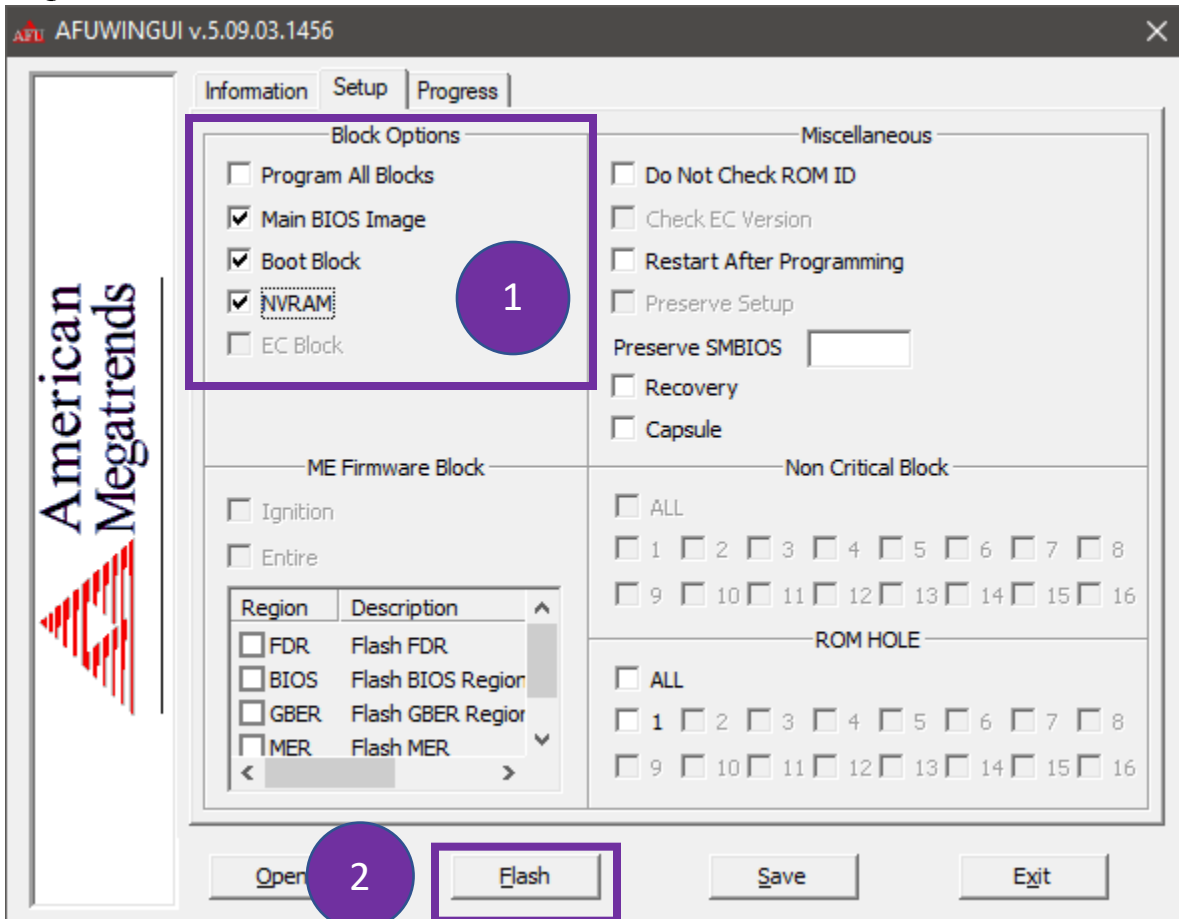 AFU AFUWINGUI v.5.09.03.1456
American
Megatrends
Information Setup Progress
Block Options
Program All Blocks
Main BIOS Image
Boot Block
NVRAM
EC Block
1
Miscellaneous
Do Not Check ROM ID
Check EC Version
Restart After Programming
Preserve Setup
Preserve SMBIOS
Recovery
Capsule
ME Firmware Block
Ignition
Entire
Region Description
FDR Flash FDR
BIOS Flash BIOS Region
GBER Flash GBER Region
MER Flash MER
Non Critical Block
ALL
1 2 3 4 5 6 7 8
9 10 11 12 13 14 15 16
ROM HOLE
ALL
1 2 3 4 5 6 7 8
9 10 11 12 13 14 15 16
Open 2 Flash Save Exit